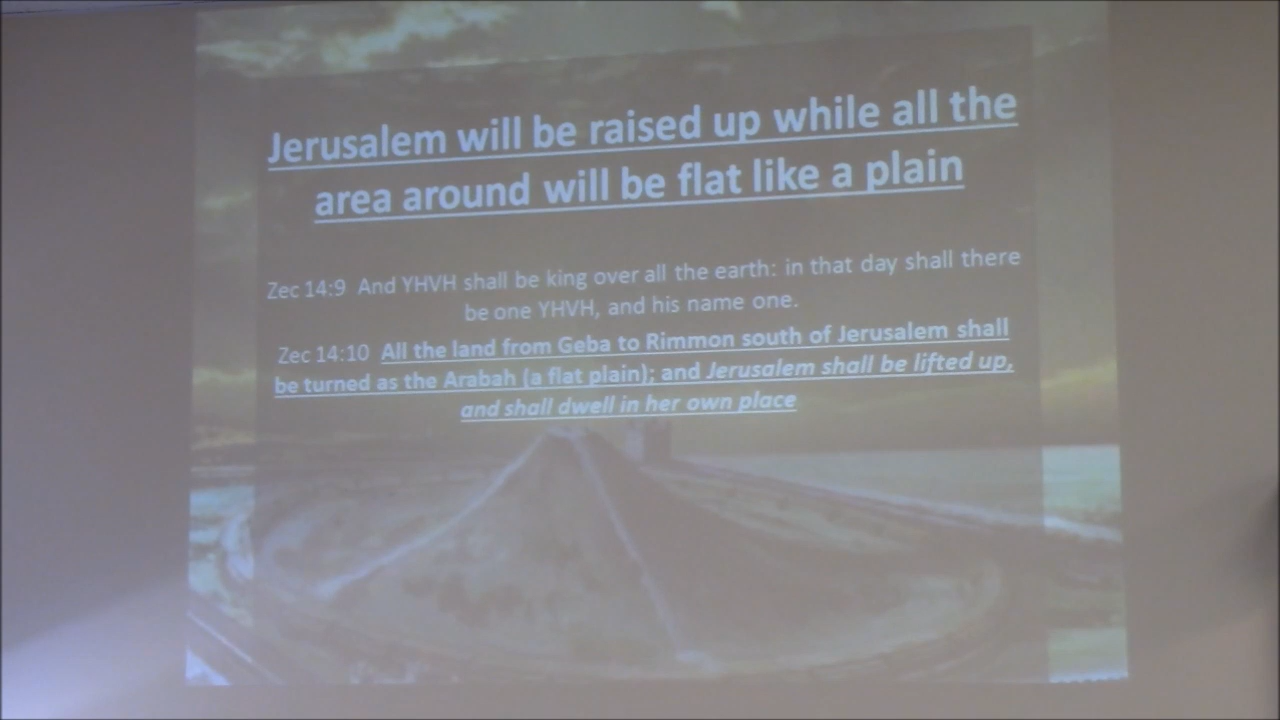 Jerusalem will be raised up while all the
area around will be flat like a plain
Zec 14:9 And YHVH shall be king over all the earth: in that day shall there
be one YHVH, and his name one.
Zec 14:10 All the land from Geba to Rimmon south of Jerusalem shall
be turned as the Arabah (a flat plain); and Jerusalem shall be lifted up,
and shall dwell in her own place